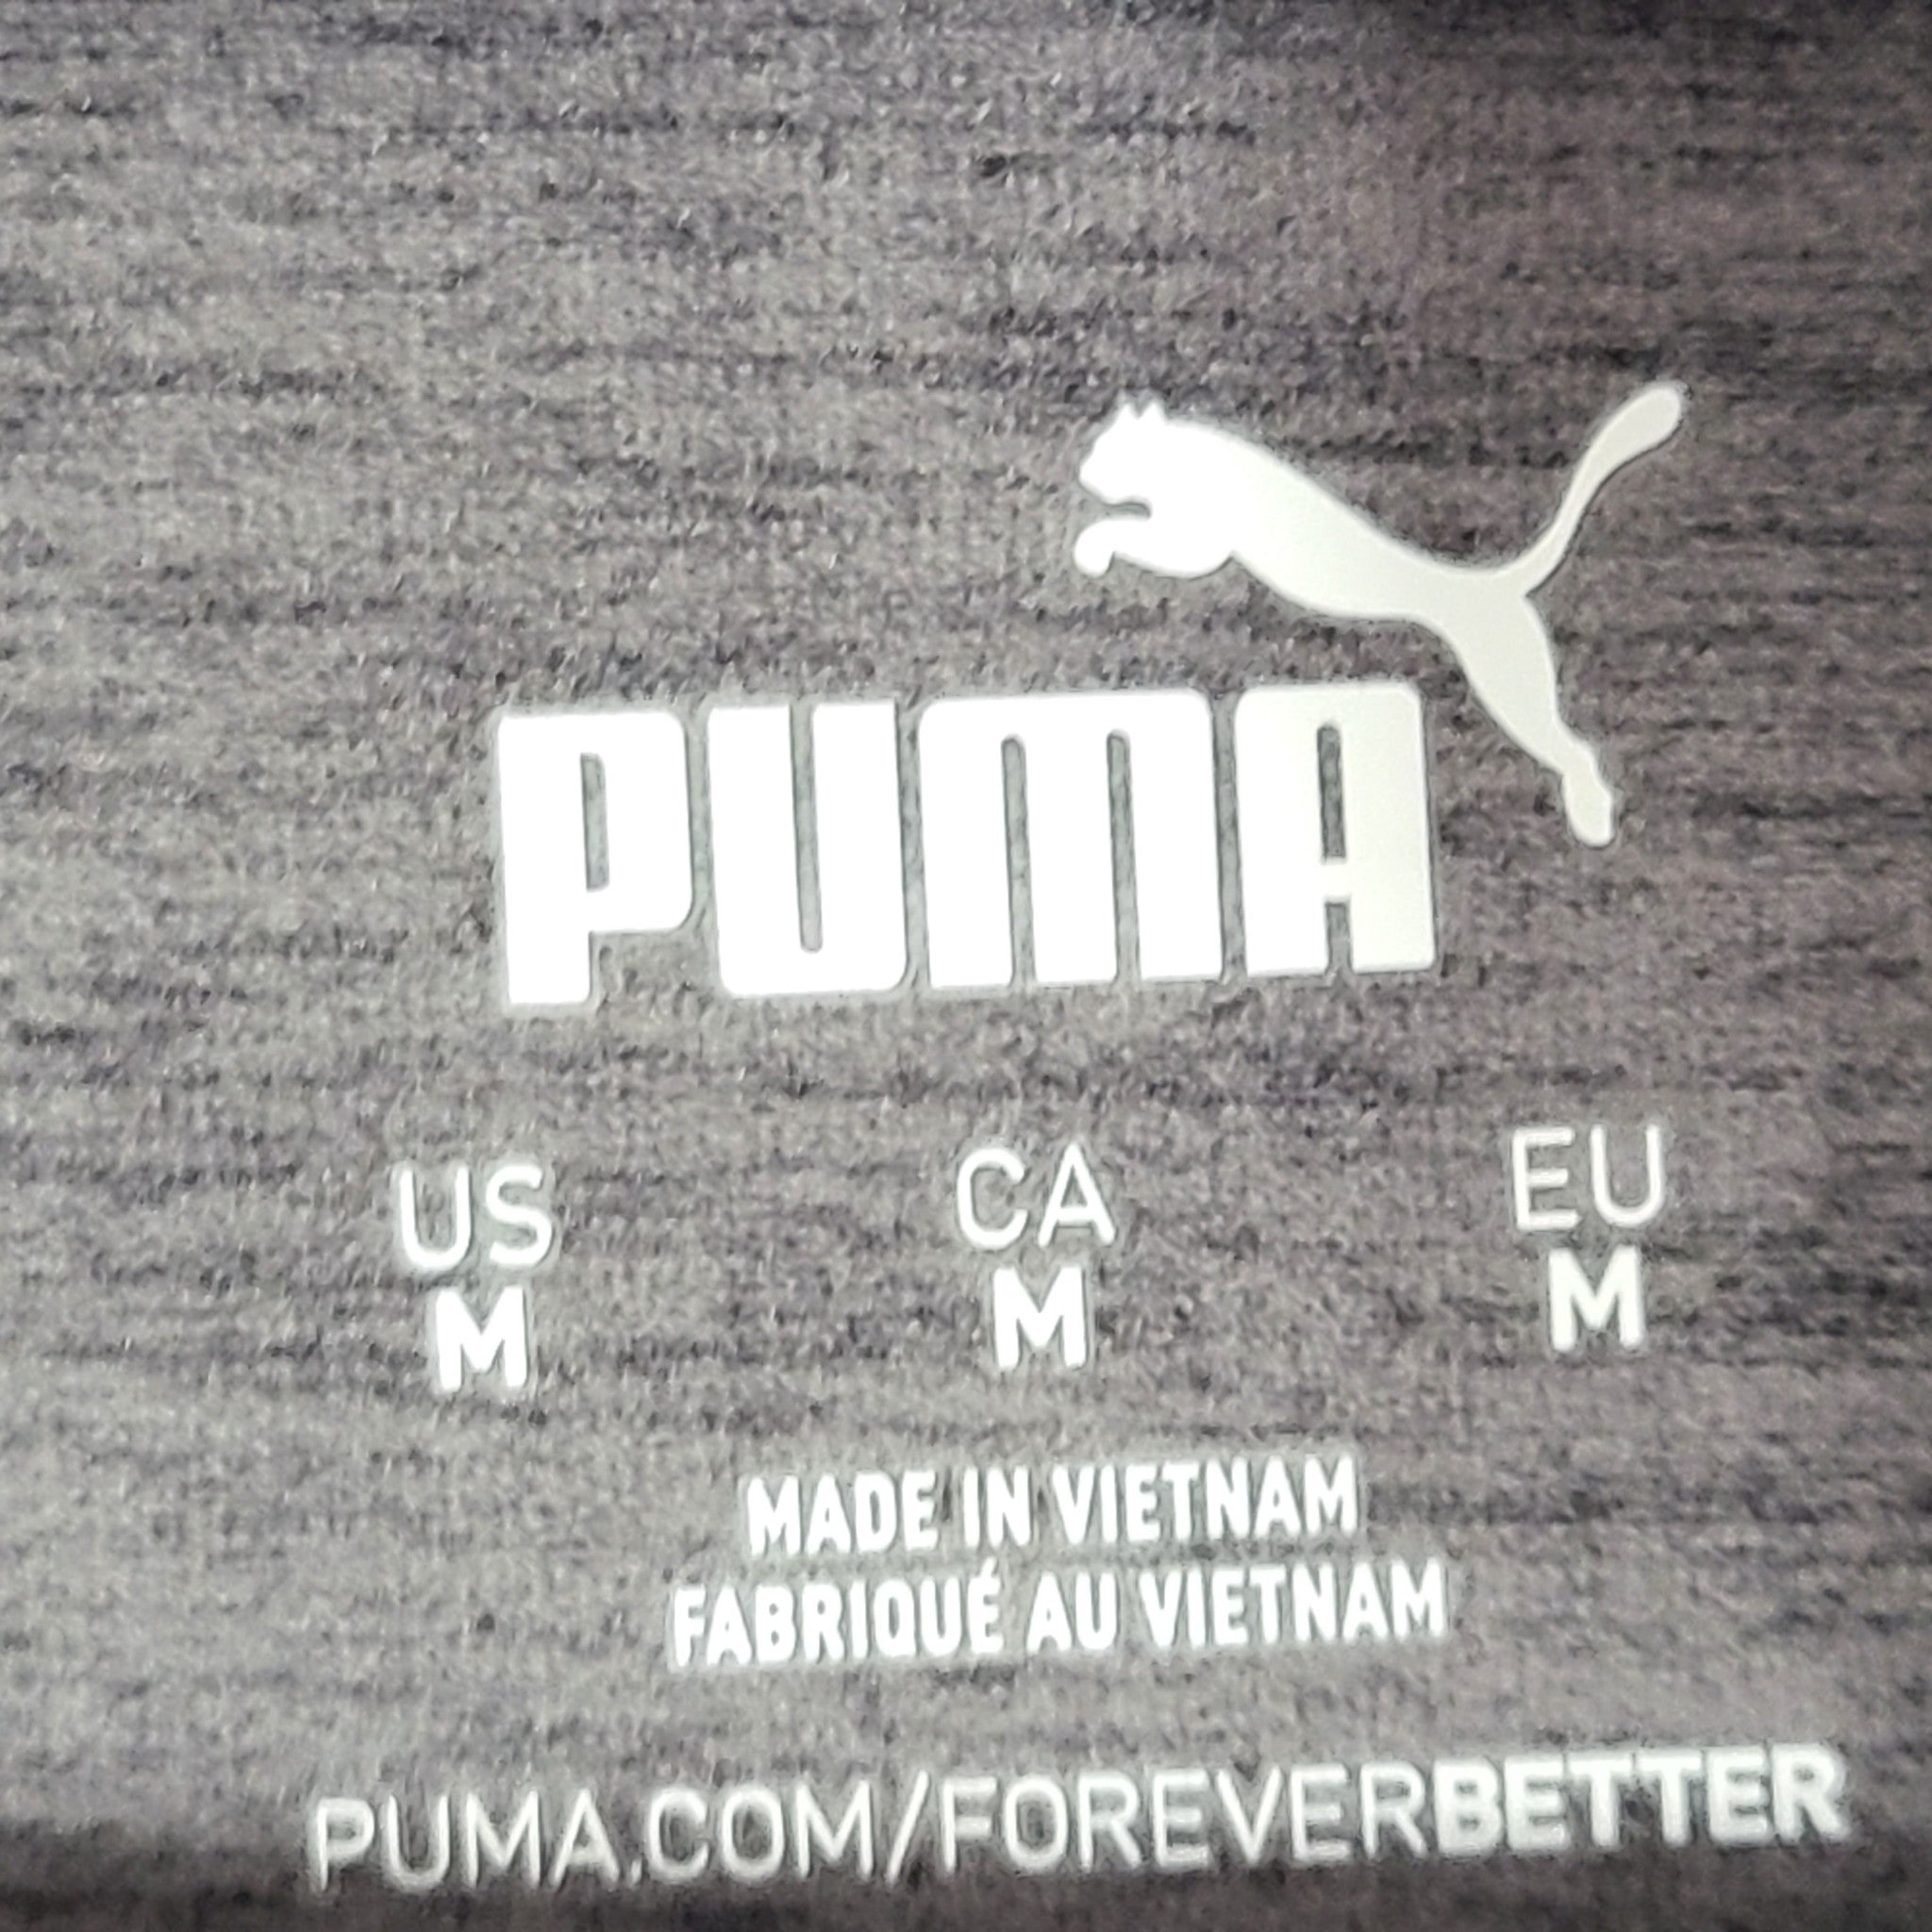 PUMA
US CA EU
M M M
MADE IN VIETNAM
FABRIQUÉ AU VIETNAM
PUMA.COM/FOREVERBETTER